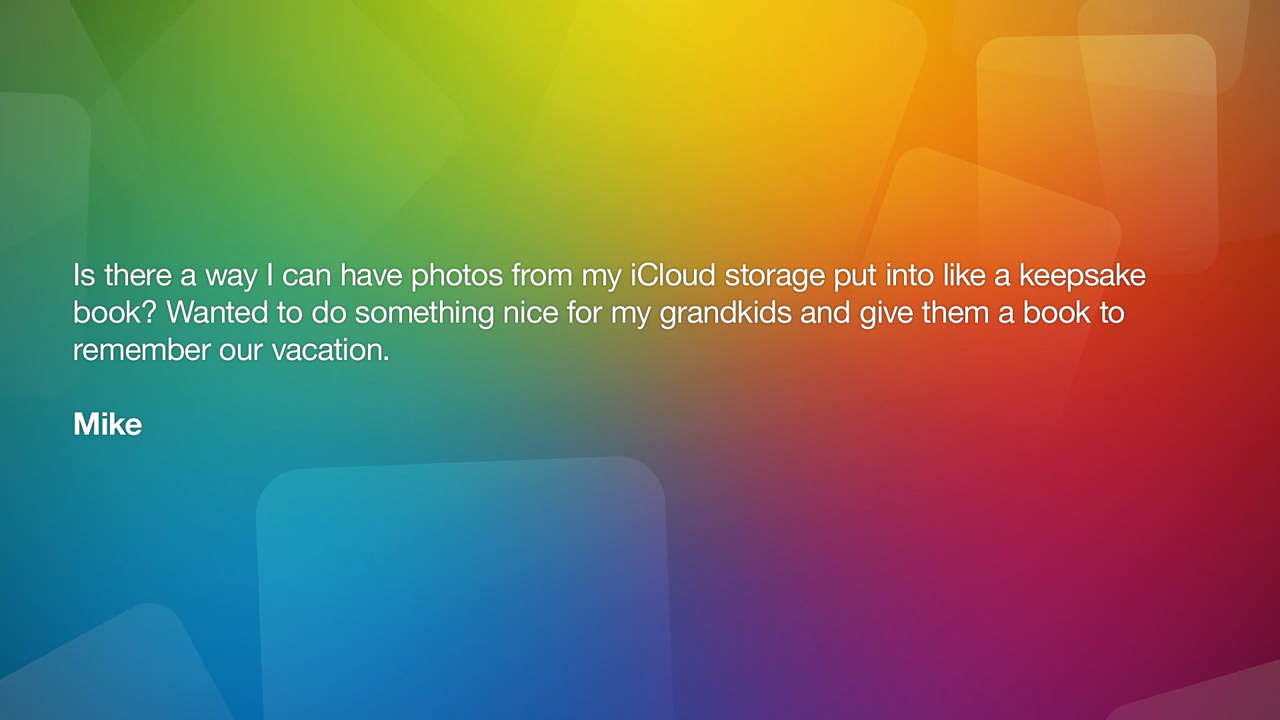 Is there a way I can have photos from my iCloud storage put into like a keepsake
book? Wanted to do something nice for my grandkids and give them a book to
remember our vacation.
Mike